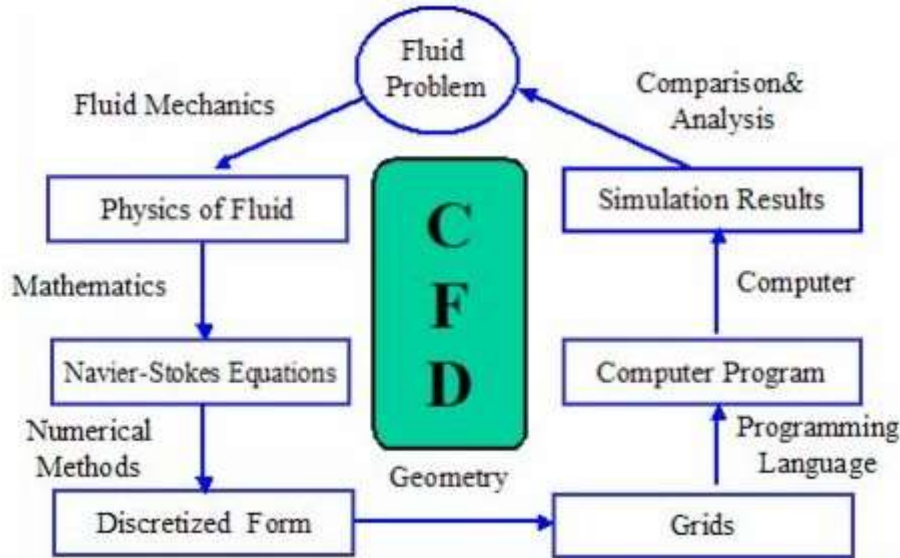 Fluid
Problem
Fluid Mechanics
Comparison&
Analysis
Physics of Fluid
C
F
D
Simulation Results
Mathematics
Computer
Navier-Stokes Equations
Computer Program
Numerical
Methods
Programming
Language
Geometry
Discretized Form
Grids